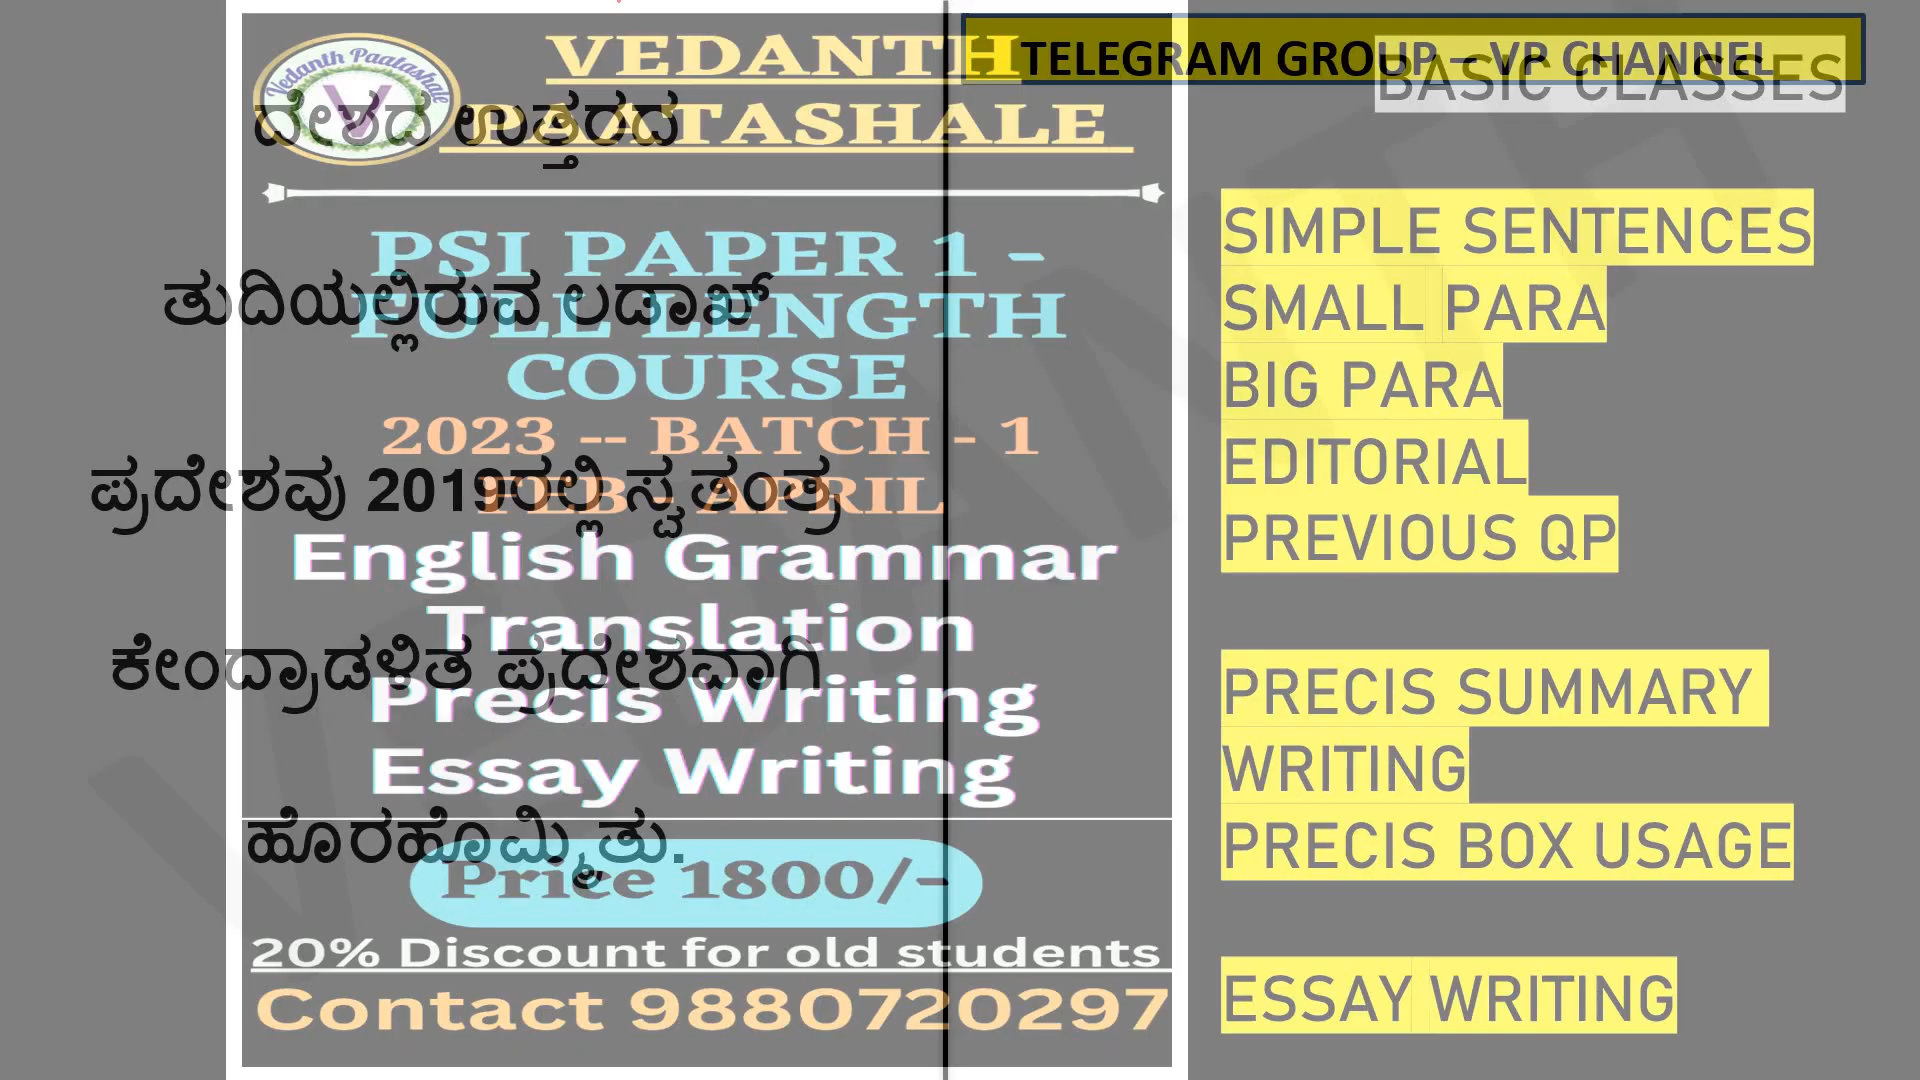 Vedanth Paatashale
V
VEDANTH
PAATASHALE
TELEGRAM GROUP – VP CHANNEL
BASIC CLASSES
ದೇಶದ ಉತ್ತರದ
ತುದಿಯಲ್ಲಿರುವ ಲಡಾಖ್
ಪ್ರದೇಶವು 2019ರಲ್ಲಿ ಸ್ವತಂತ್ರ
ಕೇಂದ್ರಾಡಳಿತ ಪ್ರದೇಶವಾಗಿ
ಹೊರಹೊಮ್ಮಿತು.
PSI PAPER 1 -
FULL LENGTH
COURSE
2023 -- BATCH - 1
FEB - APRIL
English Grammar
Translation
Precis Writing
Essay Writing
Price 1800/-
20% Discount for old students
Contact 9880720297
SIMPLE SENTENCES
SMALL PARA
BIG PARA
EDITORIAL
PREVIOUS QP
PRECIS SUMMARY
WRITING
PRECIS BOX USAGE
ESSAY WRITING
VEDANTH